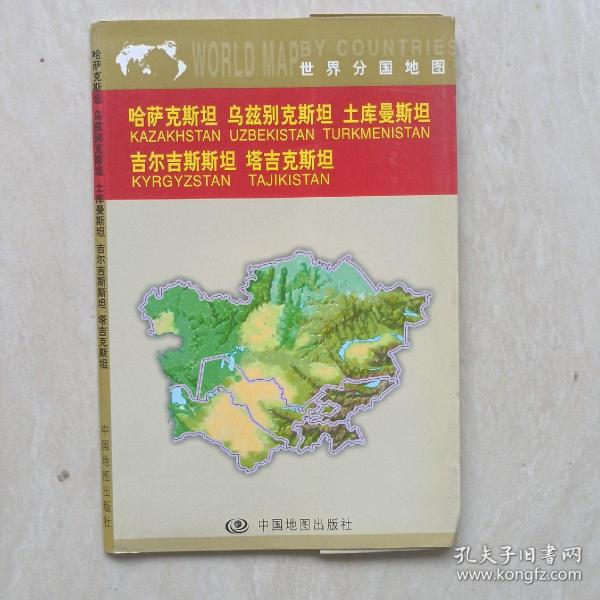 WORLD MAP BY COUNTRIES
世界分国地图
哈萨克斯坦 乌兹别克斯坦 土库曼斯坦
KAZAKHSTAN UZBEKISTAN TURKMENISTAN
吉尔吉斯斯坦 塔吉克斯坦
KYRGYZSTAN TAJIKISTAN
中国地图出版社
哈萨克斯坦 乌兹别克斯坦 土库曼斯坦 吉尔吉斯斯坦 塔吉克斯坦
中国地图出版社
孔夫子旧书网
www.kongfz.com